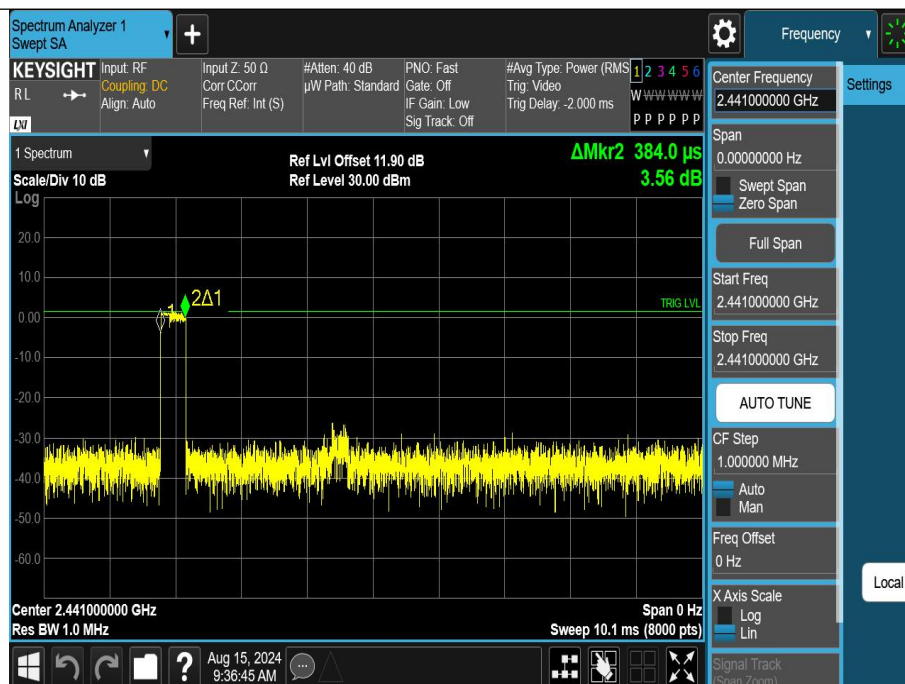 Spectrum Analyzer 1
Swept SA
Frequency
KEYSIGHT
RL
LXI
Input: RF
Coupling: DC
Align: Auto
Input Z: 50 Ω
Corr CCorr
Freq Ref: Int (S)
#Atten: 40 dB
µW Path: Standard
PNO: Fast
Gate: Off
IF Gain: Low
Sig Track: Off
#Avg Type: Power (RMS
Trig: Video
Trig Delay: -2.000 ms
1 2 3 4 5 6
W W W W W W
P P P P P P
1 Spectrum
Scale/Div 10 dB
Log
Ref Lvl Offset 11.90 dB
Ref Level 30.00 dBm
ΔMkr2 384.0 µs
3.56 dB
20.0
10.0
0.00
-10.0
-20.0
-30.0
-40.0
-50.0
-60.0
1
2Δ1
TRIG LVL
Center 2.441000000 GHz
Res BW 1.0 MHz
Span 0 Hz
Sweep 10.1 ms (8000 pts)
?
Aug 15, 2024
9:36:45 AM
Center Frequency
2.441000000 GHz
Span
0.00000000 Hz
Swept Span
Zero Span
Full Span
Start Freq
2.441000000 GHz
Stop Freq
2.441000000 GHz
AUTO TUNE
CF Step
1.000000 MHz
Auto
Man
Freq Offset
0 Hz
X Axis Scale
Log
Lin
Signal Track
(Span Zoom)
Settings
Local